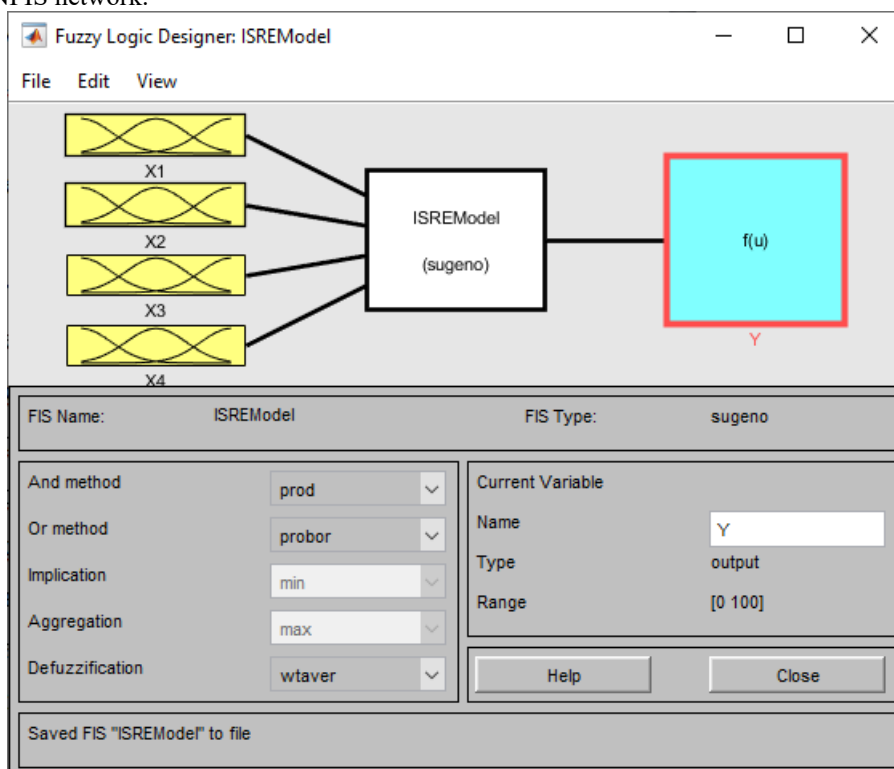 NFIS network.
Fuzzy Logic Designer: ISREModel
File Edit View
X1
X2
X3
X4
ISREModel
(sugeno)
f(u)
Y
FIS Name: ISREModel FIS Type: sugeno
And method prod
Or method probor
Implication min
Aggregation max
Defuzzification wtaver
Current Variable
Name Y
Type output
Range [0 100]
Help Close
Saved FIS "ISREModel" to file